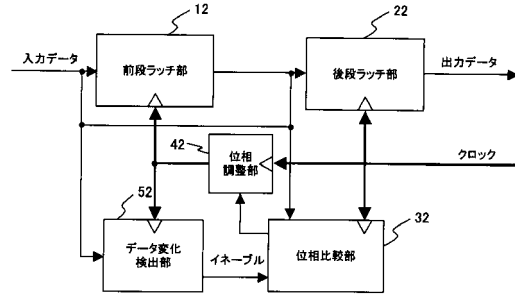 12
22
入力データ
前段ラッチ部
後段ラッチ部
出力データ
42
位相
調整部
クロック
52
32
データ変化
検出部
イネーブル
位相比較部